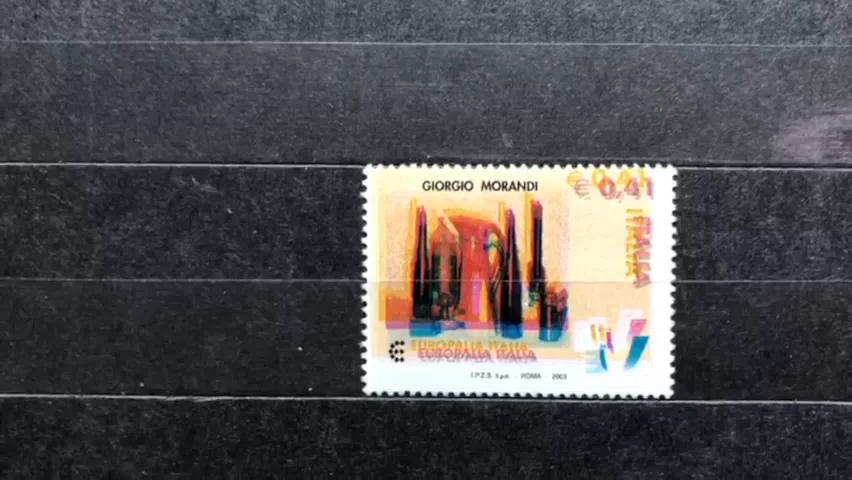 GIORGIO MORANDI
€ 0,41
ITALIA
EUROPALIA ITALIA
I.P.Z.S. S.p.A. - ROMA - 2003